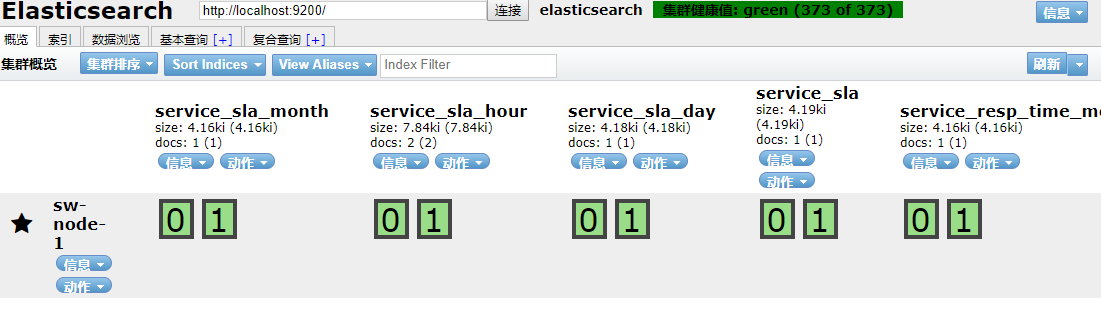 Elasticsearch http://localhost:9200/ 连接 elasticsearch 集群健康值: green (373 of 373) 信息
概览 索引 数据浏览 基本查询 [+] 复合查询 [+]
集群概览 集群排序 Sort Indices View Aliases Index Filter 刷新
service_sla_month
size: 4.16ki (4.16ki)
docs: 1 (1)
信息 动作
service_sla_hour
size: 7.84ki (7.84ki)
docs: 2 (2)
信息 动作
service_sla_day
size: 4.18ki (4.18ki)
docs: 1 (1)
信息 动作
service_sla
size: 4.19ki
(4.19ki)
docs: 1 (1)
信息
动作
service_resp_time_mo
size: 4.16ki (4.16ki)
docs: 1 (1)
信息 动作
sw-
node-
1
信息
动作
0 1
0 1
0 1
0 1
0 1